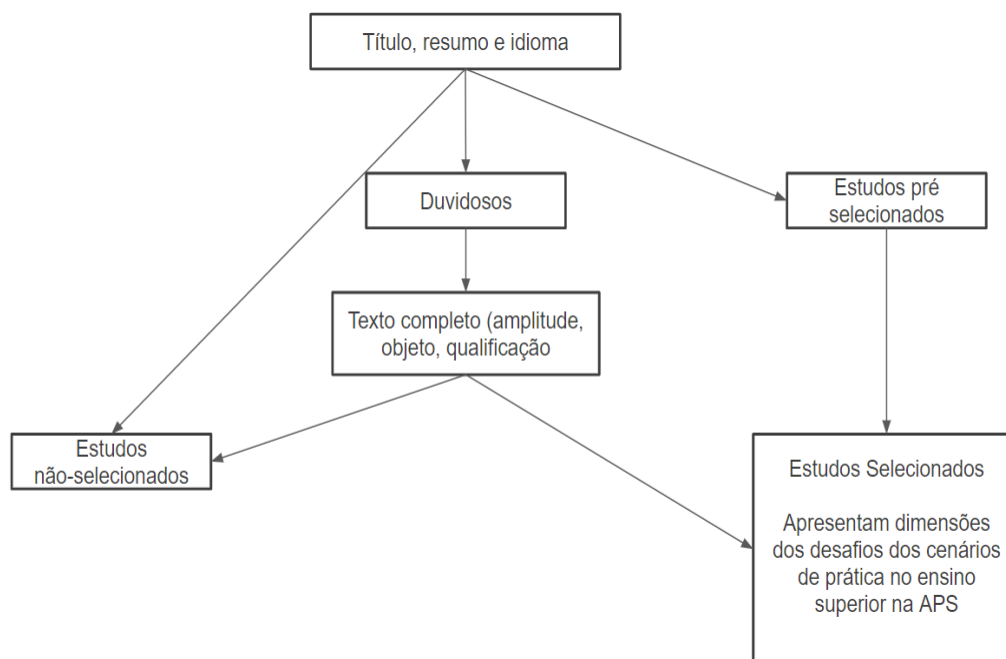 Título, resumo e idioma
Duvidosos
Estudos pré
selecionados
Texto completo (amplitude,
objeto, qualificação
Estudos
não-selecionados
Estudos Selecionados
Apresentam dimensões
dos desafios dos cenários
de prática no ensino
superior na APS